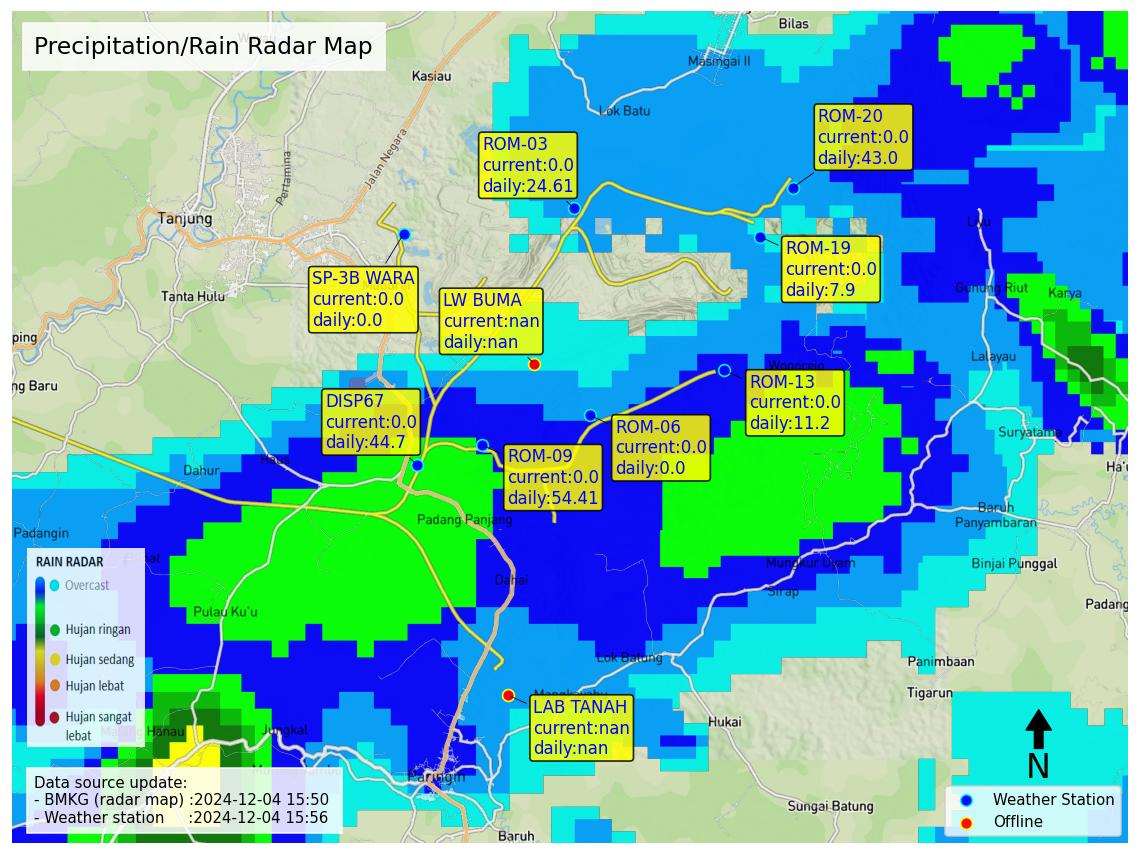 Precipitation/Rain Radar Map
Bilas
Masingai II
Kasiau
Lok Batu
Jalan Negara
Pertamina
Tanjung
Tanta Hulu
ROM-03
current:0.0
daily:24.61
ROM-20
current:0.0
daily:43.0
ROM-19
current:0.0
daily:7.9
SP-3B WARA
current:0.0
daily:0.0
LW BUMA
current:nan
daily:nan
Liyu
Gunung Riut
Karya
Lalayau
Wonorejo
ping
ng Baru
DISP67
current:0.0
daily:44.7
ROM-13
current:0.0
daily:11.2
ROM-06
current:0.0
daily:0.0
ROM-09
current:0.0
daily:54.41
Suryatama
Ha'u
Haus
Dahur
Padangin
Padang Panjang
Baruh
Panyambaran
Binjai Punggal
Mungkur Uyam
Sirap
Dahai
Padang
Pulau Ku'u
RAIN RADAR
Overcast
Hujan ringan
Hujan sedang
Hujan lebat
Hujan sangat
lebat
Lok Batung
Panimbaan
Tigarun
Hukai
LAB TANAH
current:nan
daily:nan
Jungkal
Paringin
Sungai Batung
Baruh
N
Data source update:
- BMKG (radar map) :2024-12-04 15:50
- Weather station :2024-12-04 15:56
Weather Station
Offline